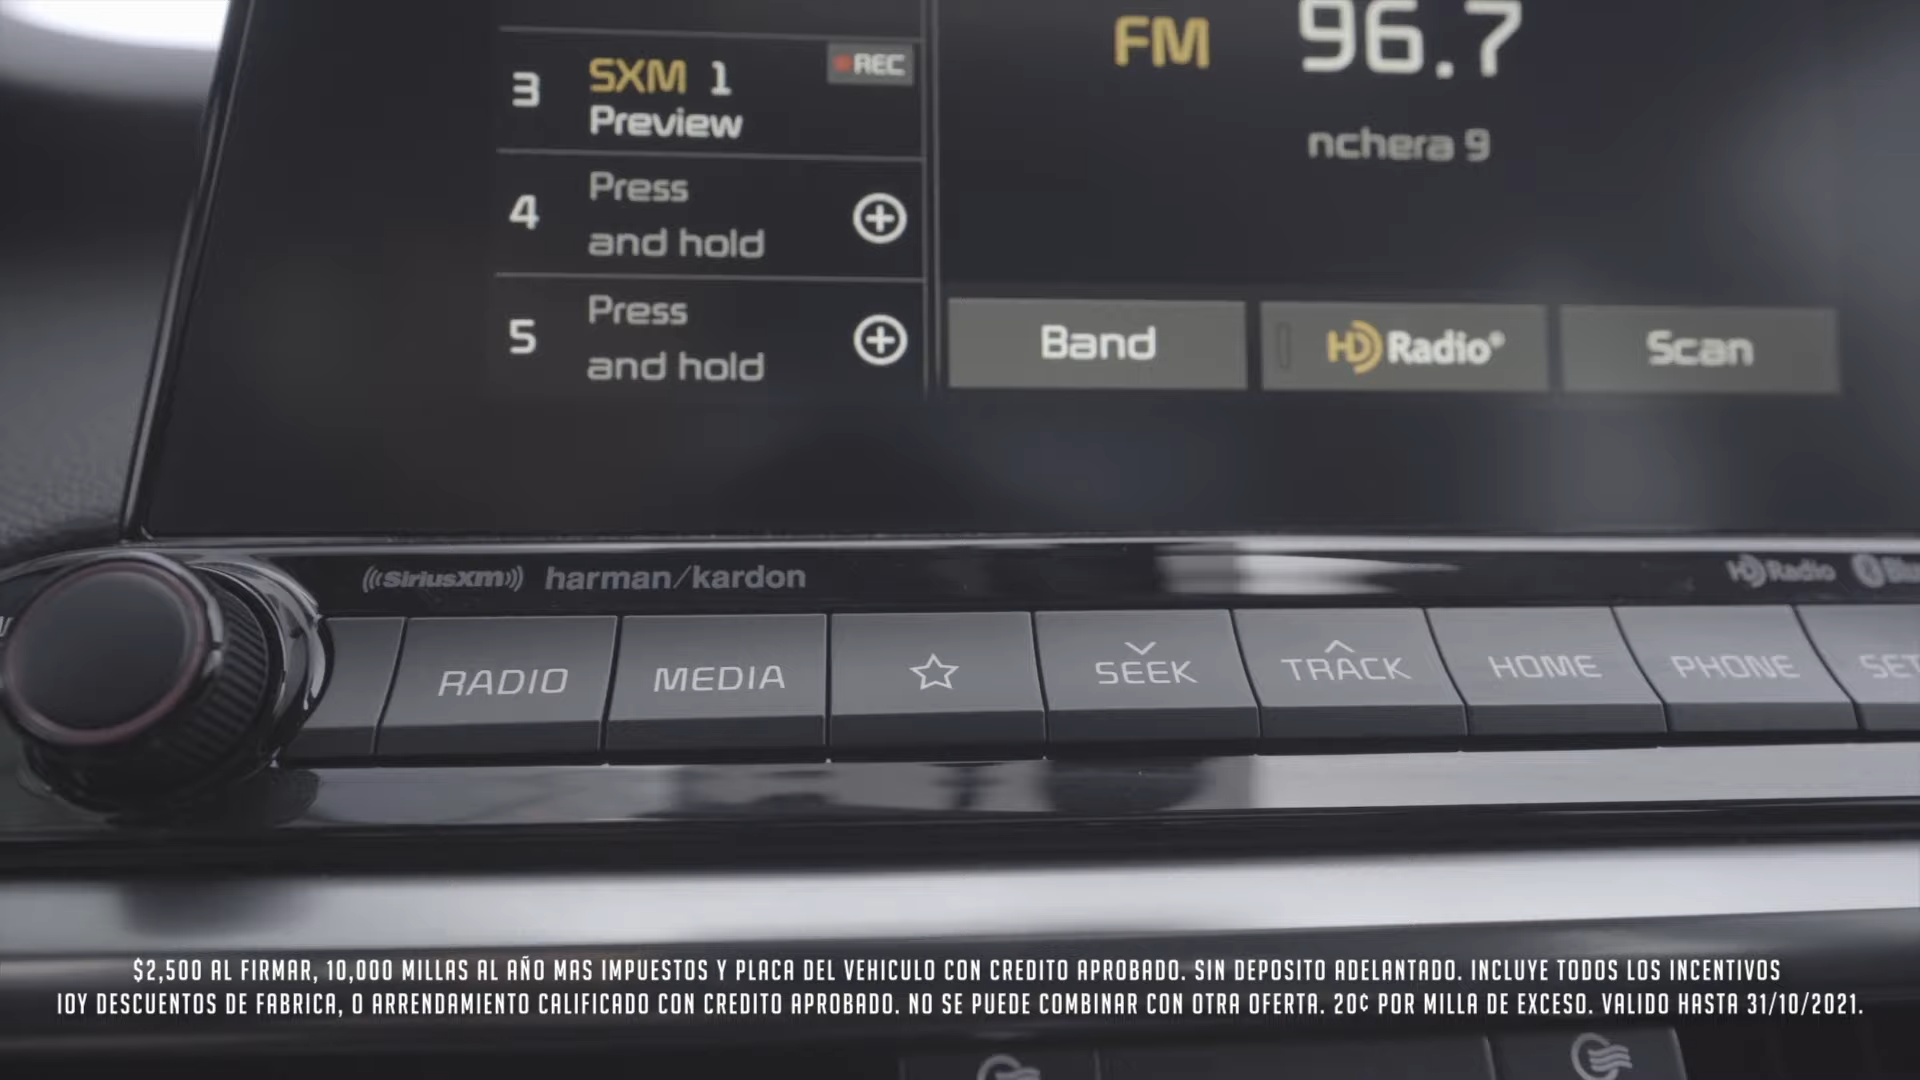 FM 96.7
3 SXM 1 REC
Preview
nchera 9
4 Press
and hold
5 Press
and hold
Band HD Radio® Scan
((SiriusXM)) harman/kardon HD Radio
RADIO MEDIA SEEK TRACK HOME PHONE SET
$2,500 AL FIRMAR, 10,000 MILLAS AL AÑO MAS IMPUESTOS Y PLACA DEL VEHICULO CON CREDITO APROBADO. SIN DEPOSITO ADELANTADO. INCLUYE TODOS LOS INCENTIVOS
IOY DESCUENTOS DE FABRICA, O ARRENDAMIENTO CALIFICADO CON CREDITO APROBADO. NO SE PUEDE COMBINAR CON OTRA OFERTA. 20¢ POR MILLA DE EXCESO. VALIDO HASTA 31/10/2021.